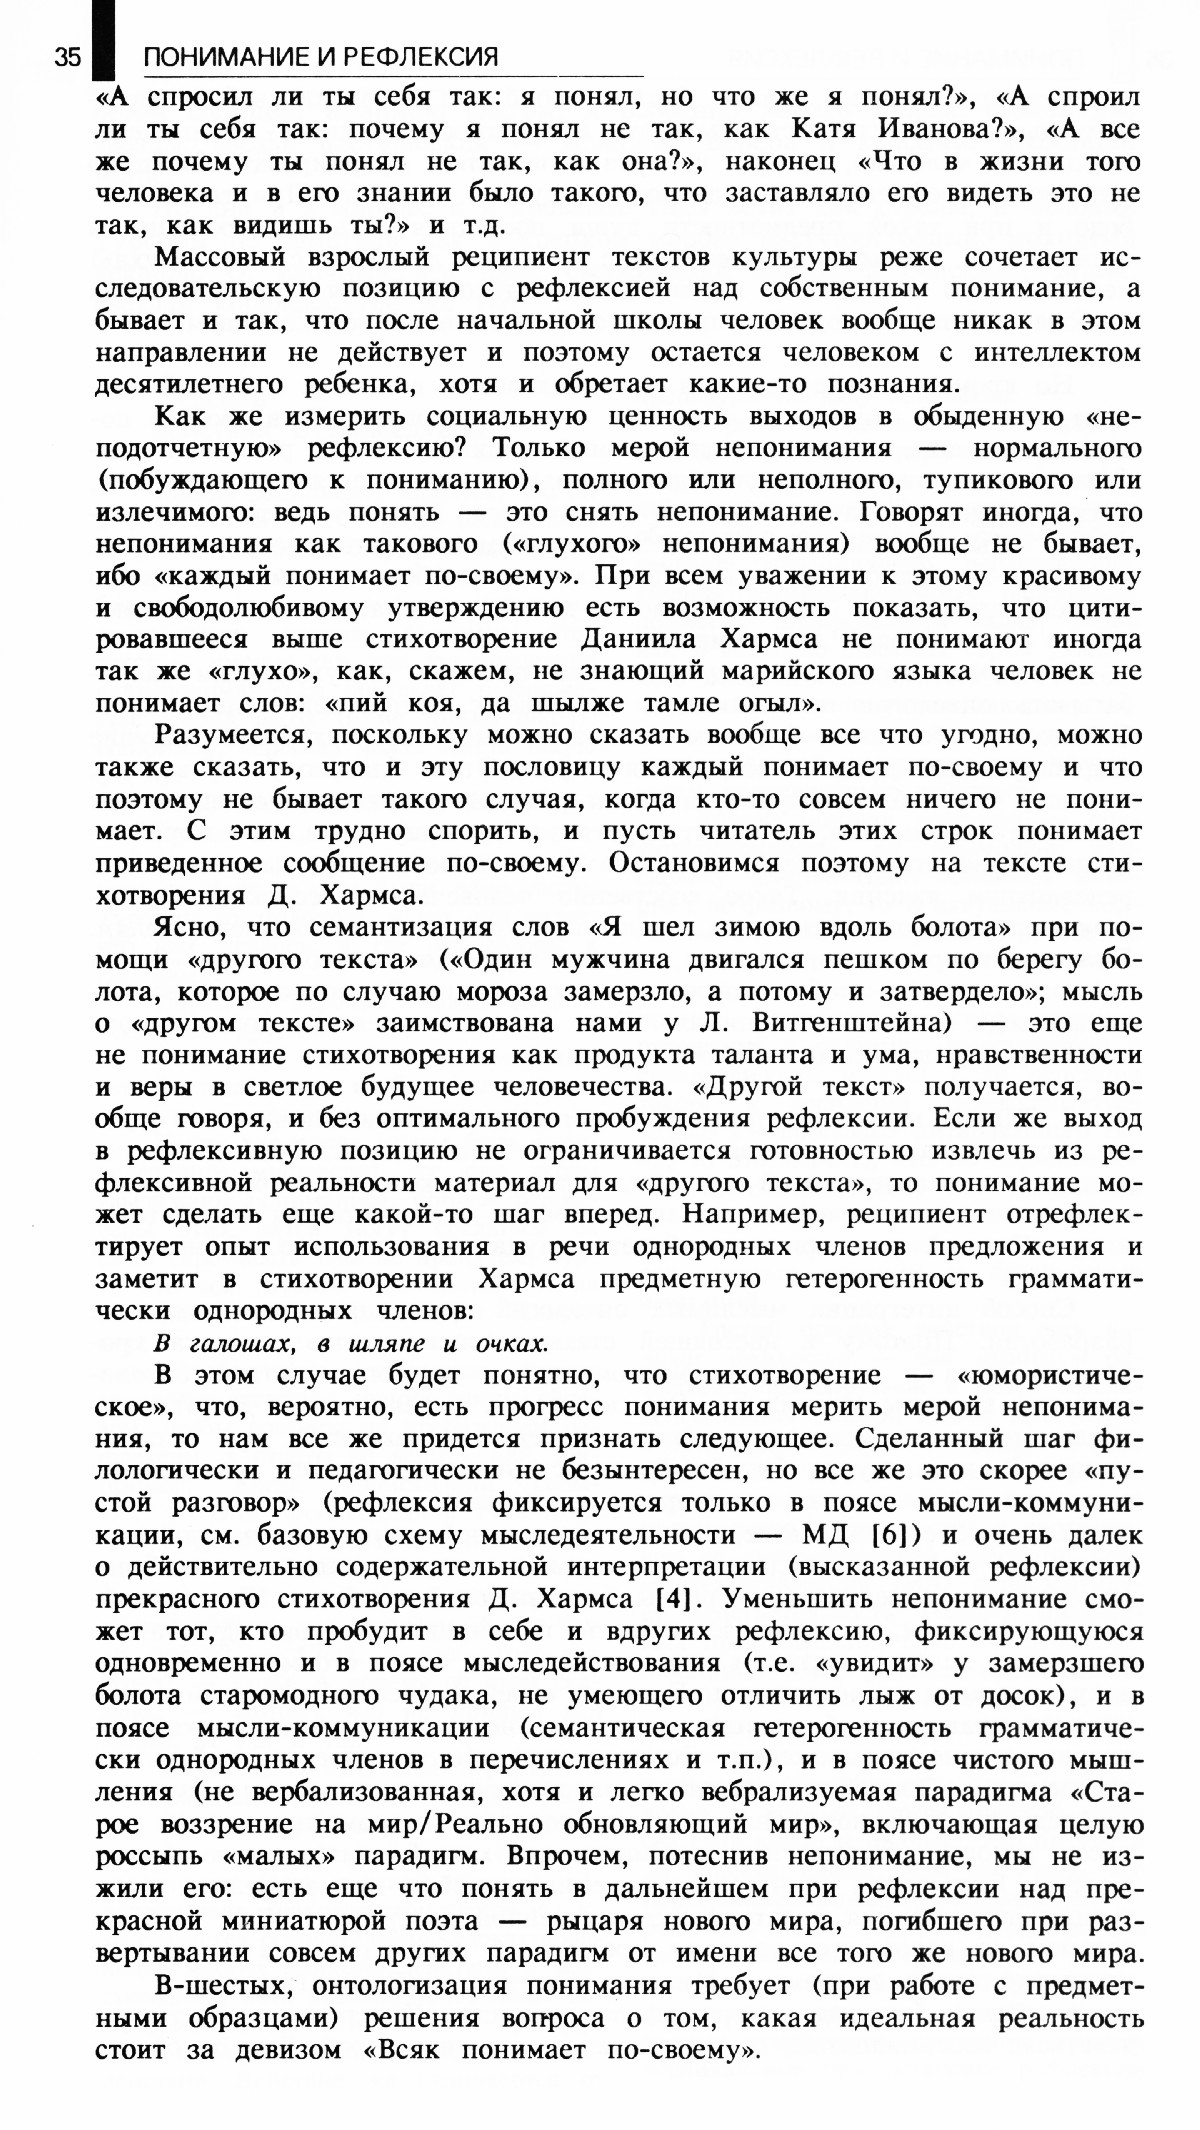 35 ПОНИМАНИЕ И РЕФЛЕКСИЯ
«А спросил ли ты себя так: я понял, но что же я понял?», «А спроил
ли ты себя так: почему я понял не так, как Катя Иванова?», «А все
же почему ты понял не так, как она?», наконец «Что в жизни того
человека и в его знании было такого, что заставляло его видеть это не
так, как видишь ты?» и т.д.
Массовый взрослый реципиент текстов культуры реже сочетает ис-
следовательскую позицию с рефлексией над собственным понимание, а
бывает и так, что после начальной школы человек вообще никак в этом
направлении не действует и поэтому остается человеком с интеллектом
десятилетнего ребенка, хотя и обретает какие-то познания.
Как же измерить социальную ценность выходов в обыденную «не-
подотчетную» рефлексию? Только мерой непонимания — нормального
(побуждающего к пониманию), полного или неполного, тупикового или
излечимого: ведь понять — это снять непонимание. Говорят иногда, что
непонимания как такового («глухого» непонимания) вообще не бывает,
ибо «каждый понимает по-своему». При всем уважении к этому красивому
и свободолюбивому утверждению есть возможность показать, что цити-
ровавшееся выше стихотворение Даниила Хармса не понимают иногда
так же «глухо», как, скажем, не знающий марийского языка человек не
понимает слов: «пий коя, да шылже тамле огыл».
Разумеется, поскольку можно сказать вообще все что угодно, можно
также сказать, что и эту пословицу каждый понимает по-своему и что
поэтому не бывает такого случая, когда кто-то совсем ничего не пони-
мает. С этим трудно спорить, и пусть читатель этих строк понимает
приведенное сообщение по-своему. Остановимся поэтому на тексте сти-
хотворения Д. Хармса.
Ясно, что семантизация слов «Я шел зимою вдоль болота» при по-
мощи «другого текста» («Один мужчина двигался пешком по берегу бо-
лота, которое по случаю мороза замерзло, а потому и затвердело»; мысль
о «другом тексте» заимствована нами у Л. Витгенштейна) — это еще
не понимание стихотворения как продукта таланта и ума, нравственности
и веры в светлое будущее человечества. «Другой текст» получается, во-
обще говоря, и без оптимального пробуждения рефлексии. Если же выход
в рефлексивную позицию не ограничивается готовностью извлечь из ре-
флексивной реальности материал для «другого текста», то понимание мо-
жет сделать еще какой-то шаг вперед. Например, реципиент отрефлек-
тирует опыт использования в речи однородных членов предложения и
заметит в стихотворении Хармса предметную гетерогенность граммати-
чески однородных членов:
В галошах, в шляпе и очках.
В этом случае будет понятно, что стихотворение — «юмористиче-
ское», что, вероятно, есть прогресс понимания мерить мерой непонима-
ния, то нам все же придется признать следующее. Сделанный шаг фи-
лологически и педагогически не безынтересен, но все же это скорее «пу-
стой разговор» (рефлексия фиксируется только в поясе мысли-коммуни-
кации, см. базовую схему мыследеятельности — МД [6]) и очень далек
о действительно содержательной интерпретации (высказанной рефлексии)
прекрасного стихотворения Д. Хармса [4]. Уменьшить непонимание смо-
жет тот, кто пробудит в себе и вдругих рефлексию, фиксирующуюся
одновременно и в поясе мыследействования (т.е. «увидит» у замерзшего
болота старомодного чудака, не умеющего отличить лыж от досок), и в
поясе мысли-коммуникации (семантическая гетерогенность грамматиче-
ски однородных членов в перечислениях и т.п.), и в поясе чистого мыш-
ления (не вербализованная, хотя и легко вебрализуемая парадигма «Ста-
рое воззрение на мир/Реально обновляющий мир», включающая целую
россыпь «малых» парадигм. Впрочем, потеснив непонимание, мы не из-
жили его: есть еще что понять в дальнейшем при рефлексии над пре-
красной миниатюрой поэта — рыцаря нового мира, погибшего при раз-
вертывании совсем других парадигм от имени все того же нового мира.
В-шестых, онтологизация понимания требует (при работе с предмет-
ными образцами) решения вопроса о том, какая идеальная реальность
стоит за девизом «Всяк понимает по-своему».